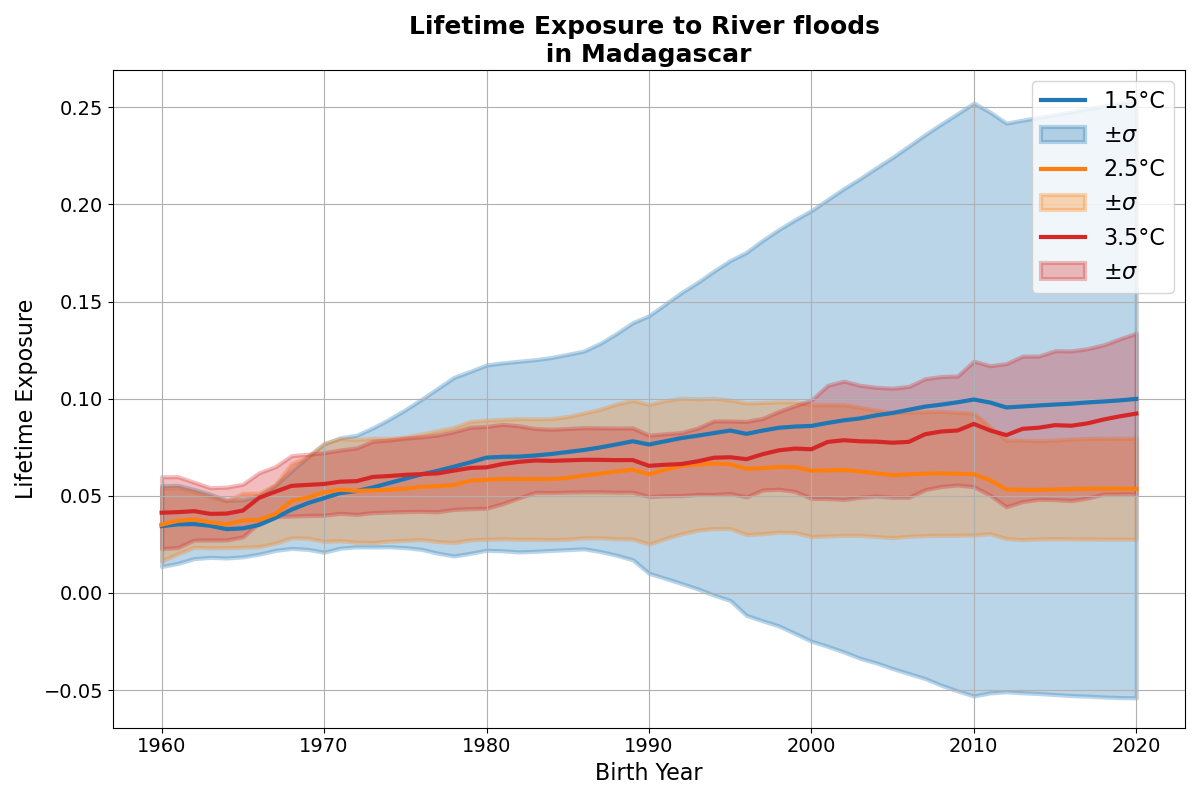 Lifetime Exposure to River floods
in Madagascar
Lifetime Exposure
0.25
0.20
0.15
0.10
0.05
0.00
−0.05
1960
1970
1980
1990
2000
2010
2020
Birth Year
1.5°C
±σ
2.5°C
±σ
3.5°C
±σ